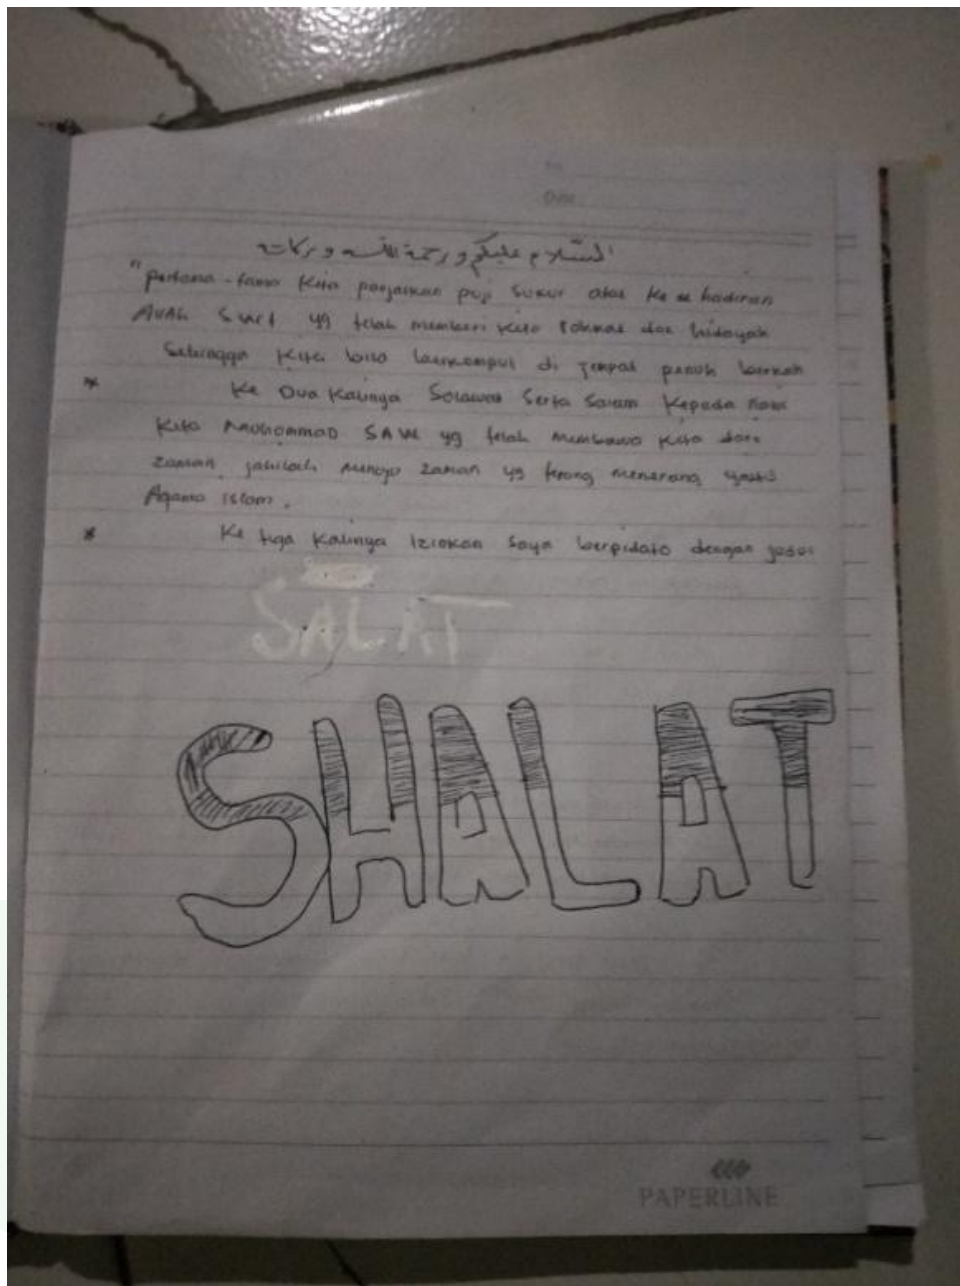 السلام عليكم ورحمة الله وبركات
"pertama-tama Kita panjatkan puji Sukur atas Ke se hadiran
Allah Swt yg telah memberi Kita rohmat dan hidayah
Sehingga Kita bisa berkumpul di tempat penuh berkah
* Ke Dua Kalinya Solawat Serta Salam Kepada Nabi
Kita Muhammad SAW yg telah membawa Kita dari
zaman jahiliah menuju zaman yg terang menerang
Agama Islam.
* Ke tiga Kalinya Izinkan Saya berpidato dengan judul
SALAT
SHALAT
PAPERLINE